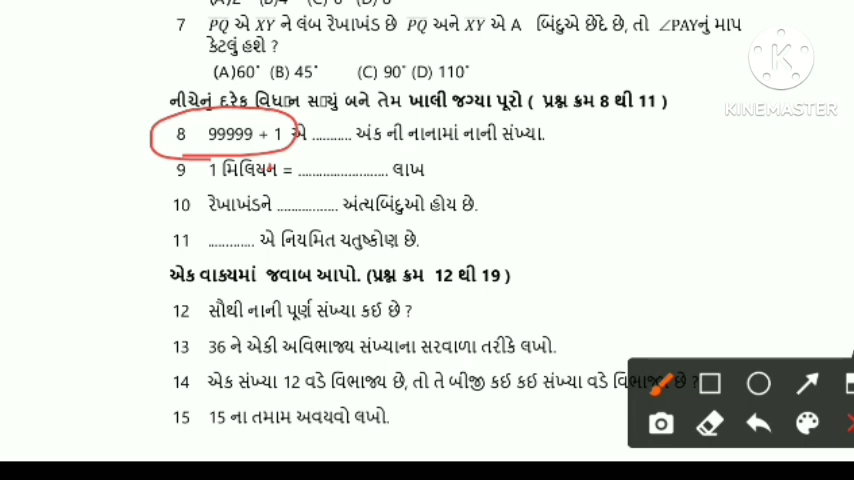 7 PQ એ XY ને લંબ રેખાખંડ છે PQ અને XY એ A બિંદુએ છેદે છે, તો ∠PAYનું માપ
કેટલું હશે ?
(A)60° (B) 45° (C) 90° (D) 110°
KINEMASTER
નીચેનું દરેક વિધાન સાચું બને તેમ ખાલી જગ્યા પૂરો ( પ્રશ્ન ક્રમ 8 થી 11 )
8 99999 + 1 એ ........... અંક ની નાનામાં નાની સંખ્યા.
9 1 મિલિયન = ......................... લાખ
10 રેખાખંડને ................. અંત્યબિંદુઓ હોય છે.
11 ............. એ નિયમિત ચતુષ્કોણ છે.
એક વાક્યમાં જવાબ આપો. (પ્રશ્ન ક્રમ 12 થી 19 )
12 સૌથી નાની પૂર્ણ સંખ્યા કઈ છે ?
13 36 ને એકી અવિભાજ્ય સંખ્યાના સરવાળા તરીકે લખો.
14 એક સંખ્યા 12 વડે વિભાજ્ય છે, તો તે બીજી કઈ કઈ સંખ્યા વડે વિભાજ્ય છે ?
15 15 ના તમામ અવયવો લખો.